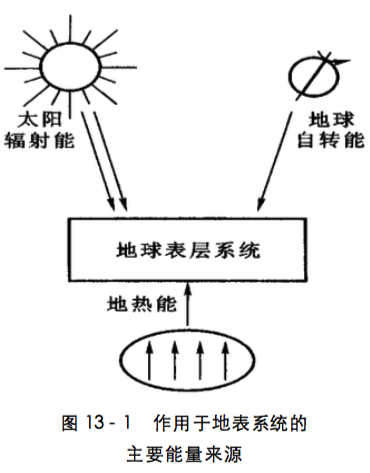 太阳
辐射能
地球
自转能
地球表层系统
地热能
图 13-1 作用于地表系统的
主要能量来源